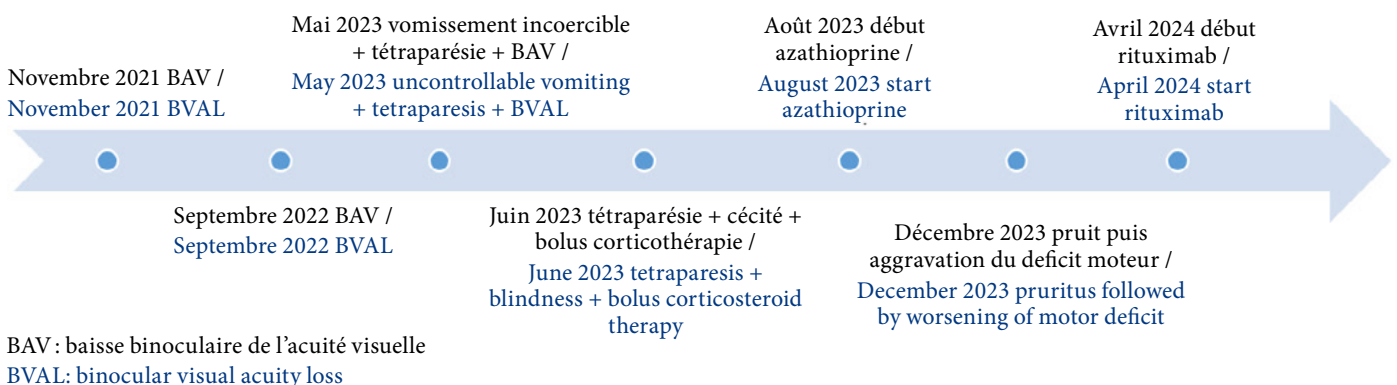 Novembre 2021 BAV /
November 2021 BVAL
Mai 2023 vomissement incoercible
+ tétraparésie + BAV /
May 2023 uncontrollable vomiting
+ tetraparesis + BVAL
Août 2023 début
azathioprine /
August 2023 start
azathioprine
Avril 2024 début
rituximab /
April 2024 start
rituximab
Septembre 2022 BAV /
Septembre 2022 BVAL
Juin 2023 tétraparésie + cécité +
bolus corticothérapie /
June 2023 tetraparesis +
blindness + bolus corticosteroid
therapy
Décembre 2023 pruit puis
aggravation du deficit moteur /
December 2023 pruritus followed
by worsening of motor deficit
BAV : baisse binoculaire de l’acuité visuelle
BVAL: binocular visual acuity loss